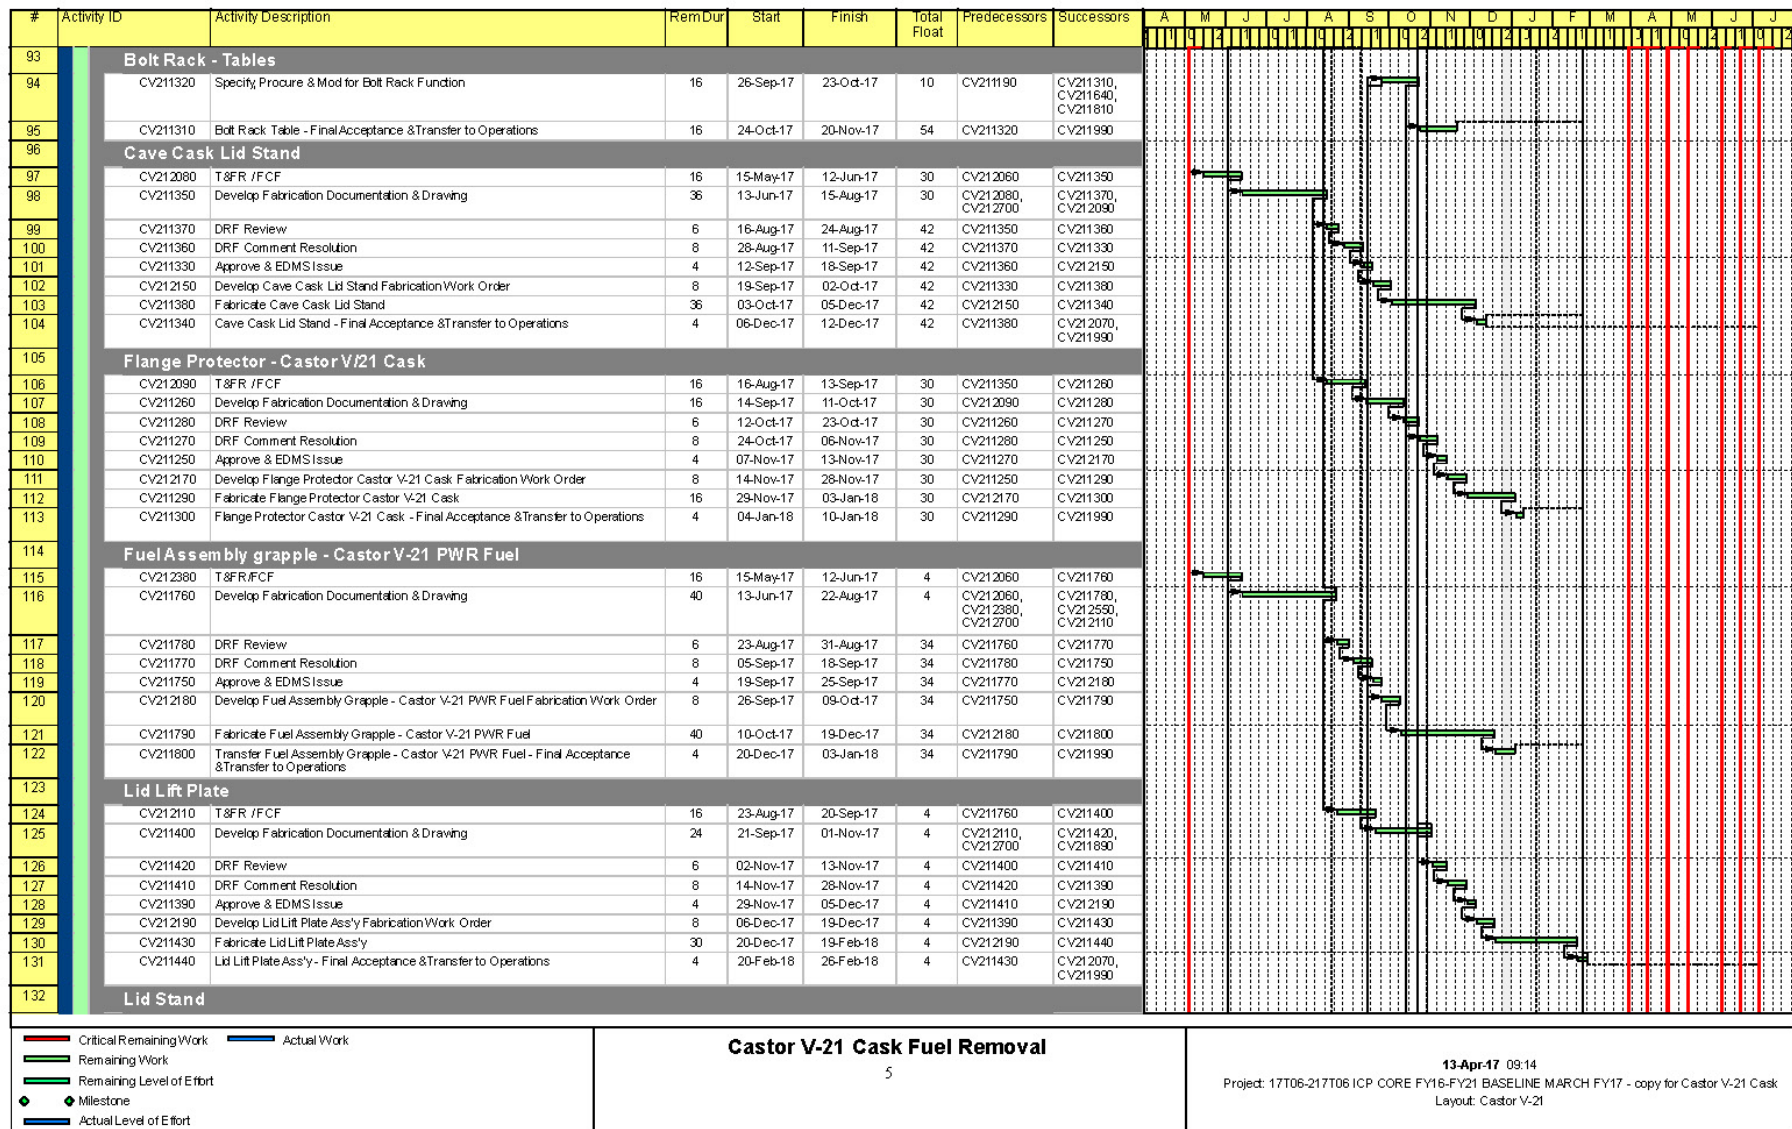 # Activity ID Activity Description Rem Dur Start Finish Total Float Predecessors Successors A M J J A S O N D J F M A M J J
93 Bolt Rack - Tables
94 CV211320 Specify, Procure & Mod for Bolt Rack Function 16 26-Sep-17 23-Oct-17 10 CV211190 CV211310, CV211640, CV211810
95 CV211310 Bolt Rack Table - Final Acceptance & Transfer to Operations 16 24-Oct-17 20-Nov-17 54 CV211320 CV211990
96 Cave Cask Lid Stand
97 CV212080 T&FR / FCF 16 15-May-17 12-Jun-17 30 CV212060 CV211350
98 CV211350 Develop Fabrication Documentation & Drawing 36 13-Jun-17 15-Aug-17 30 CV212080, CV212700 CV211370, CV212090
99 CV211370 DRF Review 6 16-Aug-17 24-Aug-17 42 CV211350 CV211360
100 CV211360 DRF Comment Resolution 8 28-Aug-17 11-Sep-17 42 CV211370 CV211330
101 CV211330 Approve & EDMS Issue 4 12-Sep-17 18-Sep-17 42 CV211360 CV212150
102 CV212150 Develop Cave Cask Lid Stand Fabrication Work Order 8 19-Sep-17 02-Oct-17 42 CV211330 CV211380
103 CV211380 Fabricate Cave Cask Lid Stand 36 03-Oct-17 05-Dec-17 42 CV212150 CV211340
104 CV211340 Cave Cask Lid Stand - Final Acceptance & Transfer to Operations 4 06-Dec-17 12-Dec-17 42 CV211380 CV212070, CV211990
105 Flange Protector - Castor V/21 Cask
106 CV212090 T&FR / FCF 16 16-Aug-17 13-Sep-17 30 CV211350 CV211260
107 CV211260 Develop Fabrication Documentation & Drawing 16 14-Sep-17 11-Oct-17 30 CV212090 CV211280
108 CV211280 DRF Review 6 12-Oct-17 23-Oct-17 30 CV211260 CV211270
109 CV211270 DRF Comment Resolution 8 24-Oct-17 06-Nov-17 30 CV211280 CV211250
110 CV211250 Approve & EDMS Issue 4 07-Nov-17 13-Nov-17 30 CV211270 CV212170
111 CV212170 Develop Flange Protector Castor V-21 Cask Fabrication Work Order 8 14-Nov-17 28-Nov-17 30 CV211250 CV211290
112 CV211290 Fabricate Flange Protector Castor V-21 Cask 16 29-Nov-17 03-Jan-18 30 CV212170 CV211300
113 CV211300 Flange Protector Castor V-21 Cask - Final Acceptance & Transfer to Operations 4 04-Jan-18 10-Jan-18 30 CV211290 CV211990
114 Fuel Assembly grapple - Castor V-21 PWR Fuel
115 CV212380 T&FR/FCF 16 15-May-17 12-Jun-17 4 CV212060 CV211760
116 CV211760 Develop Fabrication Documentation & Drawing 40 13-Jun-17 22-Aug-17 4 CV212060, CV212380, CV212700 CV211780, CV212550, CV212110
117 CV211780 DRF Review 6 23-Aug-17 31-Aug-17 34 CV211760 CV211770
118 CV211770 DRF Comment Resolution 8 05-Sep-17 18-Sep-17 34 CV211780 CV211750
119 CV211750 Approve & EDMS Issue 4 19-Sep-17 25-Sep-17 34 CV211770 CV212180
120 CV212180 Develop Fuel Assembly Grapple - Castor V-21 PWR Fuel Fabrication Work Order 8 26-Sep-17 09-Oct-17 34 CV211750 CV211790
121 CV211790 Fabricate Fuel Assembly Grapple - Castor V-21 PWR Fuel 40 10-Oct-17 19-Dec-17 34 CV212180 CV211800
122 CV211800 Transfer Fuel Assembly Grapple - Castor V-21 PWR Fuel - Final Acceptance & Transfer to Operations 4 20-Dec-17 03-Jan-18 34 CV211790 CV211990
123 Lid Lift Plate
124 CV212110 T&FR / FCF 16 23-Aug-17 20-Sep-17 4 CV211760 CV211400
125 CV211400 Develop Fabrication Documentation & Drawing 24 21-Sep-17 01-Nov-17 4 CV212110, CV212700 CV211420, CV211890
126 CV211420 DRF Review 6 02-Nov-17 13-Nov-17 4 CV211400 CV211410
127 CV211410 DRF Comment Resolution 8 14-Nov-17 28-Nov-17 4 CV211420 CV211390
128 CV211390 Approve & EDMS Issue 4 29-Nov-17 05-Dec-17 4 CV211410 CV212190
129 CV212190 Develop Lid Lift Plate Ass'y Fabrication Work Order 8 06-Dec-17 19-Dec-17 4 CV211390 CV211430
130 CV211430 Fabricate Lid Lift Plate Ass'y 30 20-Dec-17 19-Feb-18 4 CV212190 CV211440
131 CV211440 Lid Lift Plate Ass'y - Final Acceptance & Transfer to Operations 4 20-Feb-18 26-Feb-18 4 CV211430 CV212070, CV211990
132 Lid Stand
Critical Remaining Work Actual Work
Remaining Work
Remaining Level of Effort
Milestone
Actual Level of Effort
Castor V-21 Cask Fuel Removal
5
13-Apr-17 09:14
Project: 17T06-217T06 ICP CORE FY16-FY21 BASELINE MARCH FY17 - copy for Castor V-21 Cask
Layout: Castor V-21